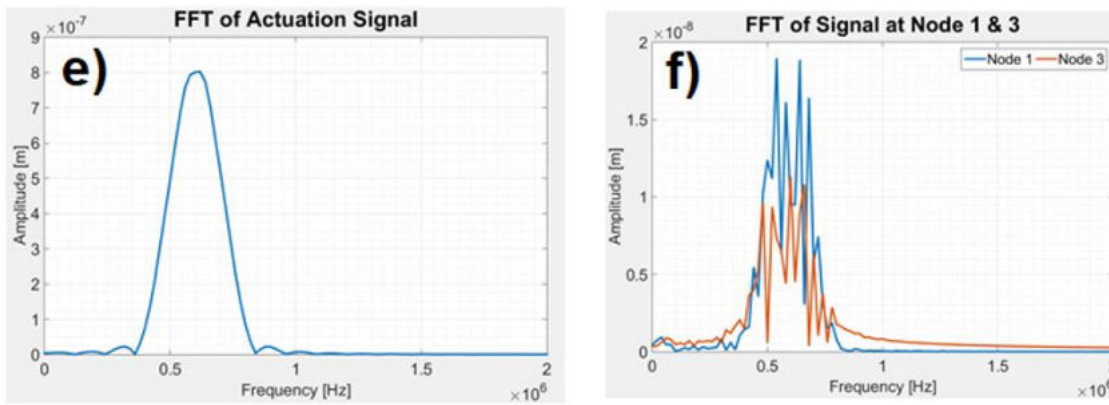 FFT of Actuation Signal
×10⁻⁷
e)
9
8
7
6
5
4
3
2
1
0
Amplitude [m]
0 0.5 1 1.5 2
Frequency [Hz]
×10⁶
FFT of Signal at Node 1 & 3
×10⁻⁸
f)
Node 1 Node 3
2
1.5
1
0.5
0
Amplitude [m]
0 0.5 1 1.5 2
Frequency [Hz]